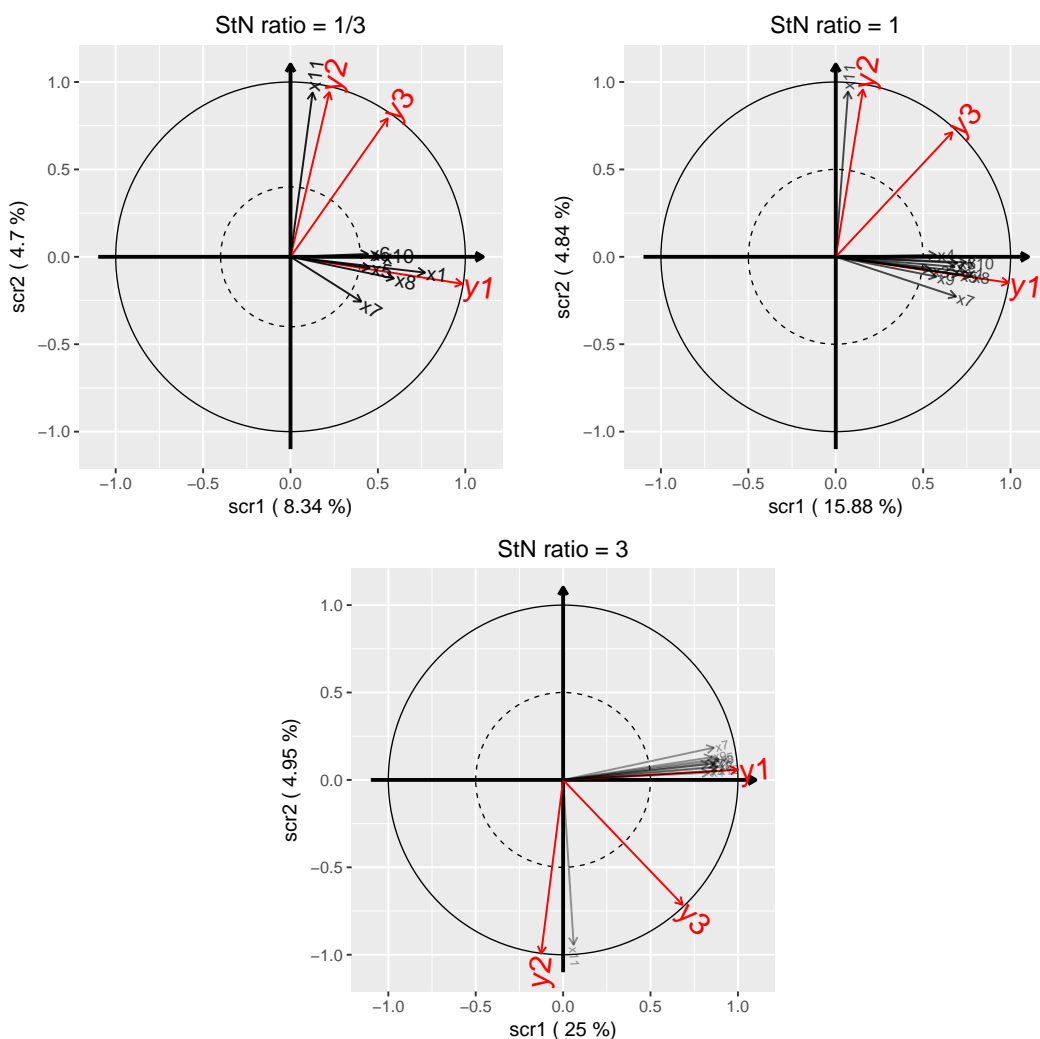 StN ratio = 1/3
1.0
0.5
0.0
−0.5
−1.0
scr2 ( 4.7 %)
x11
y2
y3
x6
10
x5
x1
x8
y1
x7
−1.0
−0.5
0.0
0.5
1.0
scr1 ( 8.34 %)
StN ratio = 1
1.0
0.5
0.0
−0.5
−1.0
scr2 ( 4.84 %)
x11
y2
y3
x4
10
x9
x8
y1
x7
−1.0
−0.5
0.0
0.5
1.0
scr1 ( 15.88 %)
StN ratio = 3
1.0
0.5
0.0
−0.5
−1.0
scr2 ( 4.95 %)
x7
y1
y3
y2
x11
−1.0
−0.5
0.0
0.5
1.0
scr1 ( 25 %)